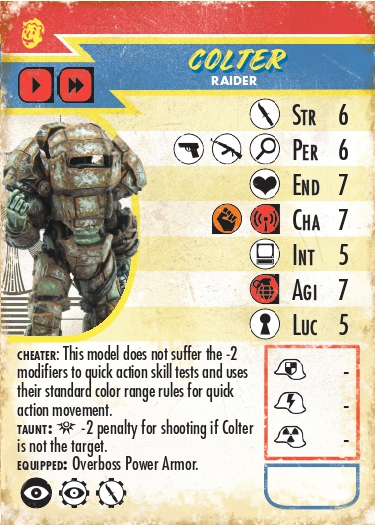 COLTER
RAIDER
STR 6
PER 6
END 7
CHA 7
INT 5
AGI 7
LUC 5
CHEATER: This model does not suffer the -2
modifiers to quick action skill tests and uses
their standard color range rules for quick
action movement.
TAUNT: -2 penalty for shooting if Colter
is not the target.
EQUIPPED: Overboss Power Armor.
-
-
-